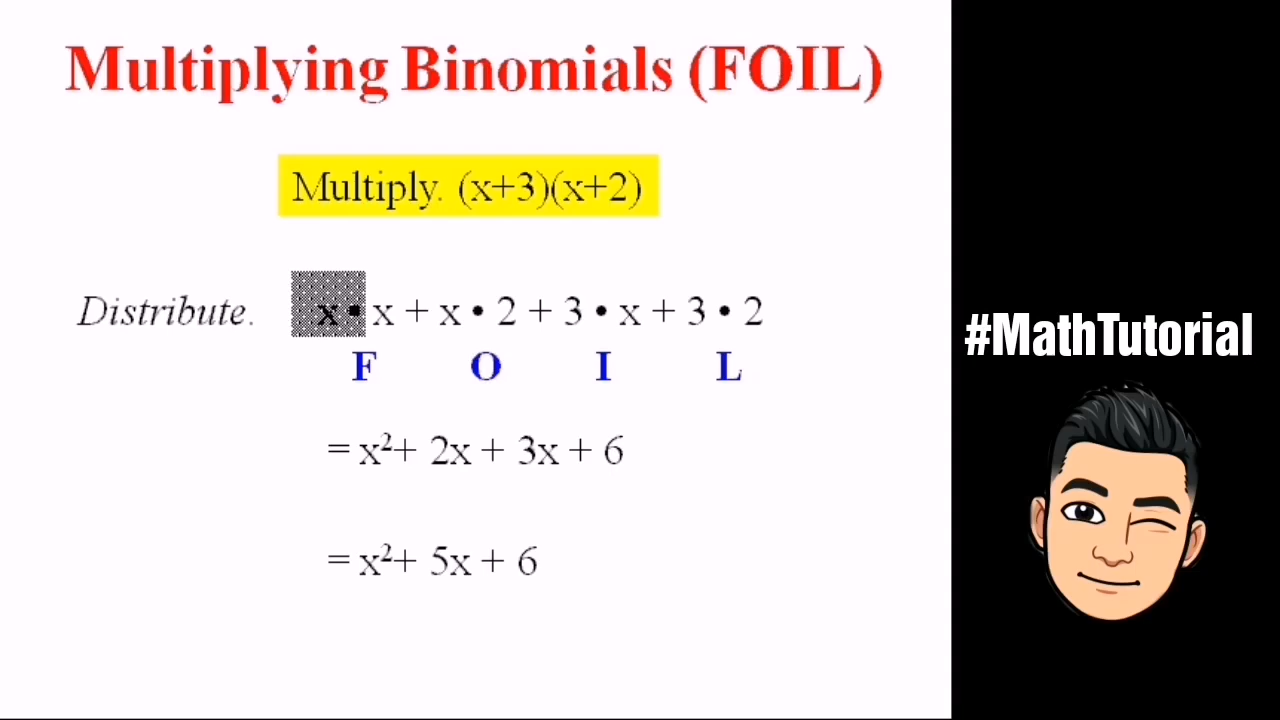 Multiplying Binomials (FOIL)
Multiply. (x+3)(x+2)
Distribute. x • x + x • 2 + 3 • x + 3 • 2
F O I L
= x²+ 2x + 3x + 6
= x²+ 5x + 6
#MathTutorial